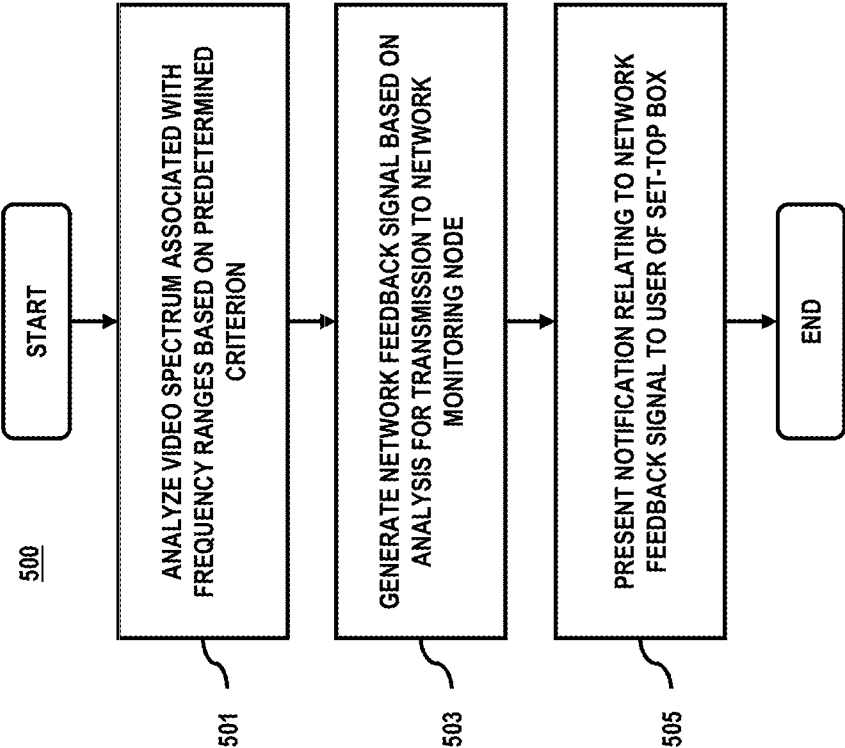 500
START
ANALYZE VIDEO SPECTRUM ASSOCIATED WITH
FREQUENCY RANGES BASED ON PREDETERMINED
CRITERION
501
GENERATE NETWORK FEEDBACK SIGNAL BASED ON
ANALYSIS FOR TRANSMISSION TO NETWORK
MONITORING NODE
503
PRESENT NOTIFICATION RELATING TO NETWORK
FEEDBACK SIGNAL TO USER OF SET-TOP BOX
505
END